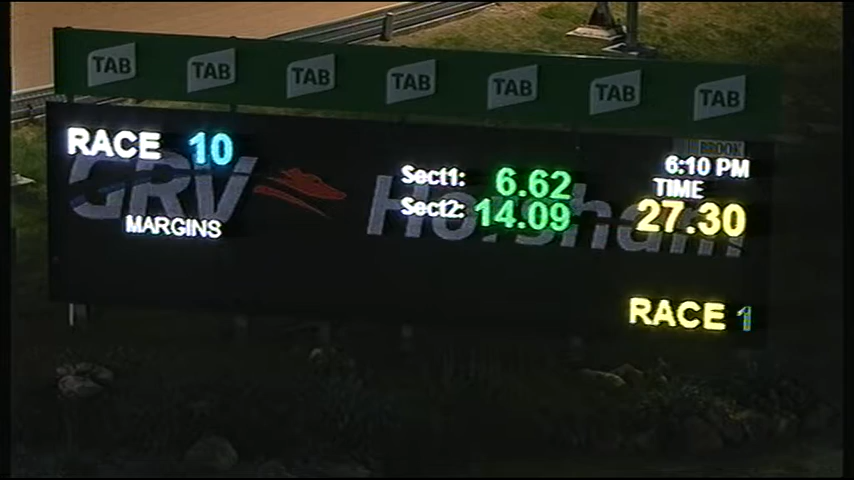 TAB TAB TAB TAB TAB TAB TAB
RACE 10
GRV
MARGINS
Horsham
Sect1: 6.62
Sect2: 14.09
BROOK
6:10 PM
TIME
27.30
RACE 1